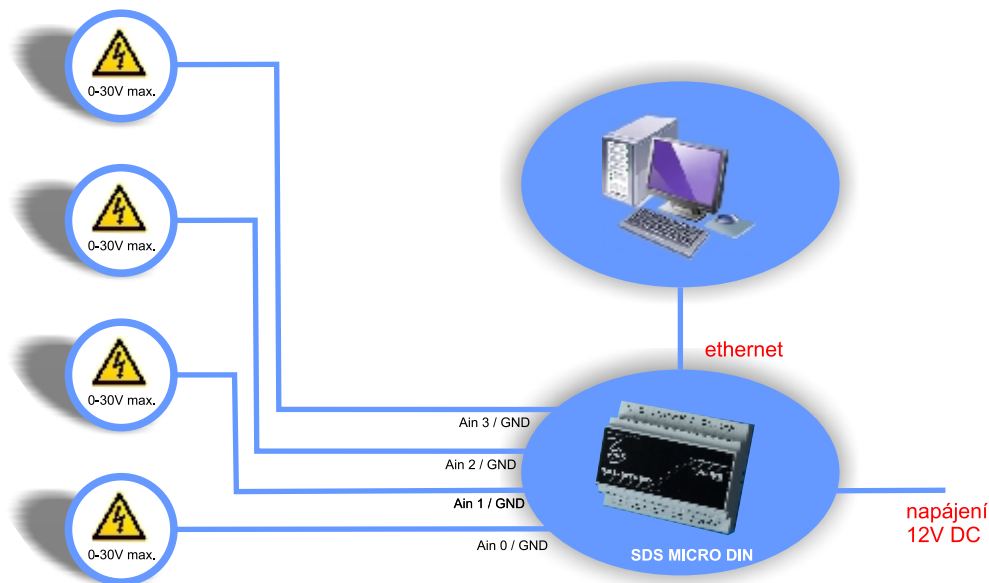 0-30V max.
0-30V max.
0-30V max.
0-30V max.
ethernet
Ain 3 / GND
Ain 2 / GND
Ain 1 / GND
Ain 0 / GND
SDS MICRO DIN
napájení
12V DC